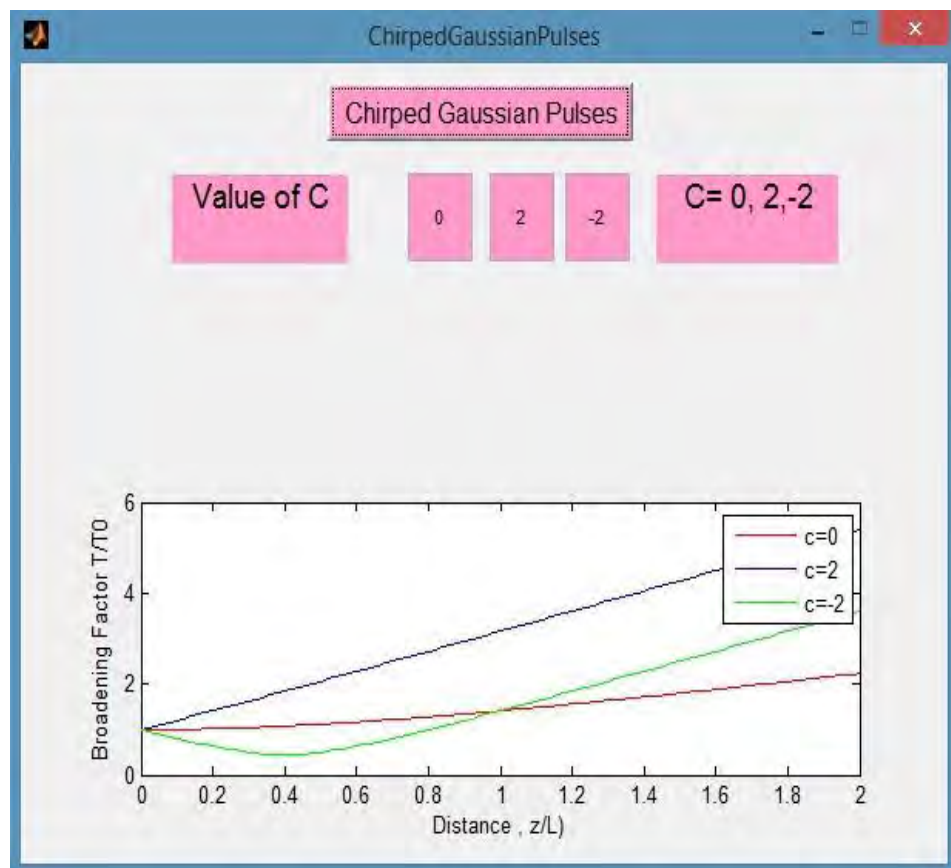 ChirpedGaussianPulses
Chirped Gaussian Pulses
Value of C
0
2
-2
C= 0, 2,-2
Broadening Factor T/T0
6
4
2
0
c=0
c=2
c=-2
0 0.2 0.4 0.6 0.8 1 1.2 1.4 1.6 1.8 2
Distance , z/L)